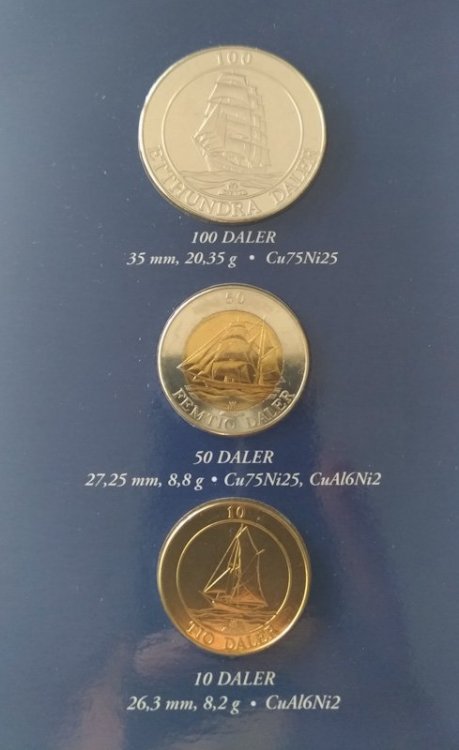 100
ETTHUNDRA DALER
100 DALER
35 mm, 20,35 g • Cu75Ni25
50
FEMTIO DALER
50 DALER
27,25 mm, 8,8 g • Cu75Ni25, CuAl6Ni2
10
TIO DALER
10 DALER
26,3 mm, 8,2 g • CuAl6Ni2